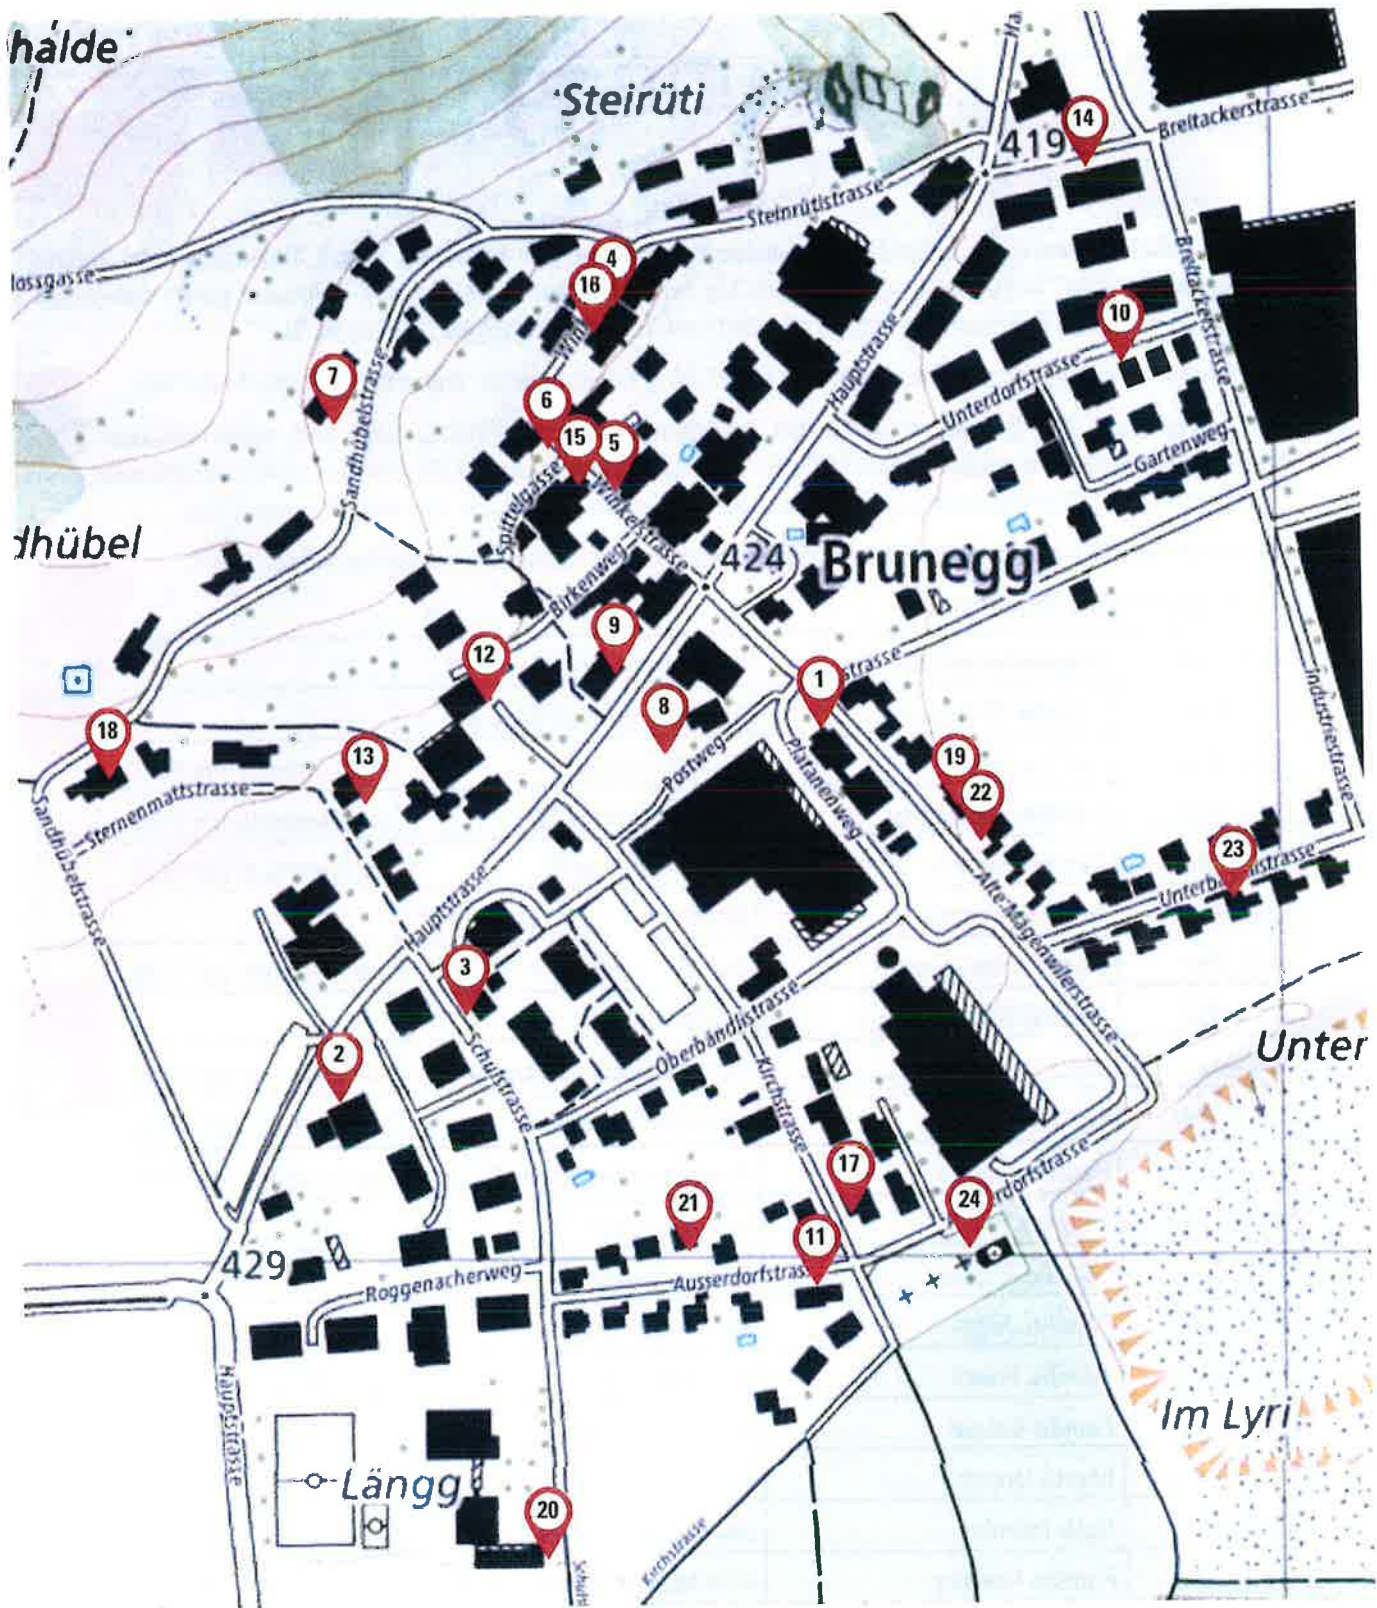 halde
Steirüti
419
14
Breitackerstrasse
Steinrütistrasse
lossgasse
4
16
Wink
Breitackerstrasse
10
7
Sandhübelstrasse
Hauptstrasse
Unterdorfstrasse
6
15
5
Spittelgasse
Winkelstrasse
Gartenweg
dhübel
424
Brunegg
Birkenweg
9
12
strasse
1
8
18
13
Postweg
Platanenweg
19
22
Industriestrasse
Sternenmattstrasse
Sandhübeltrasse
23
Hauptstrasse
Alte Mägenwilerstrasse
3
2
Schulstrasse
Oberbändlistrasse
Kirchstrasse
Unter
17
21
24
rdorfstrasse
11
429
Roggenacherweg
Ausserdorfstras
Hauptstrasse
Im Lyri
Längg
20
Kirchstrasse